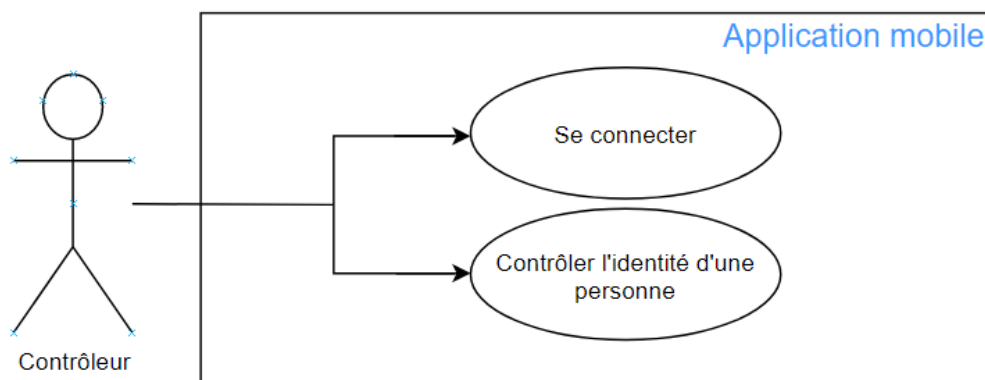 Application mobile
Se connecter
Contrôler l'identité d'une
personne
Contrôleur